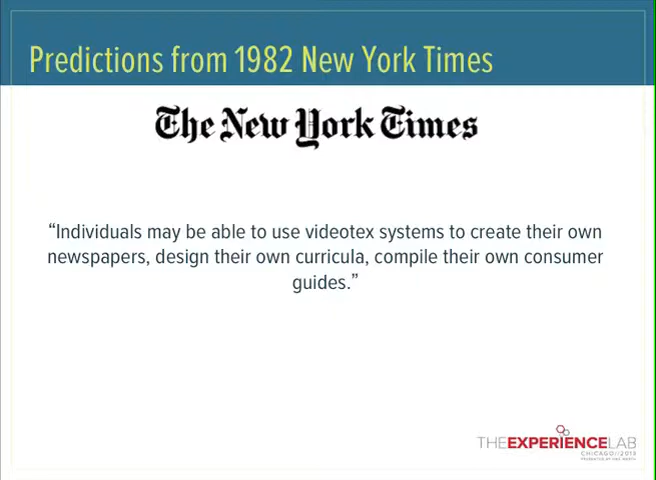 Predictions from 1982 New York Times
The New York Times
“Individuals may be able to use videotex systems to create their own
newspapers, design their own curricula, compile their own consumer
guides.”
THEEXPERIENCELAB
CHICAGO//2013